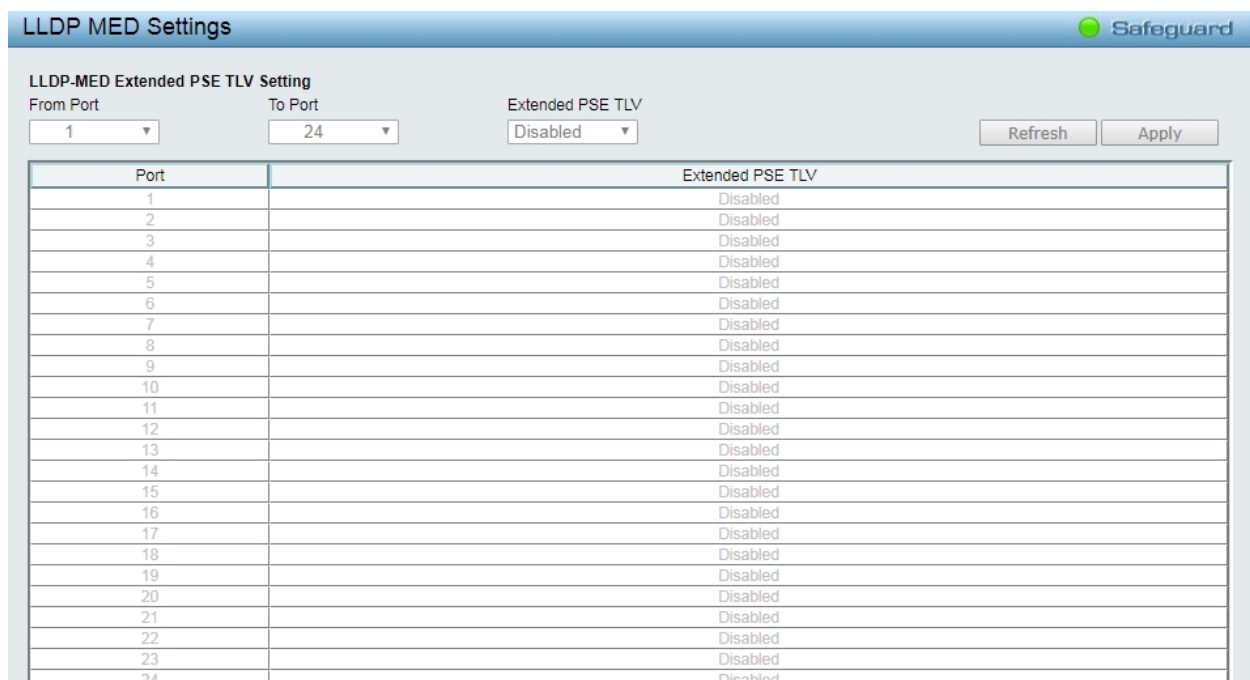 LLDP MED Settings
Safeguard
LLDP-MED Extended PSE TLV Setting
From Port To Port Extended PSE TLV
1 24 Disabled Refresh Apply
Port Extended PSE TLV
1 Disabled
2 Disabled
3 Disabled
4 Disabled
5 Disabled
6 Disabled
7 Disabled
8 Disabled
9 Disabled
10 Disabled
11 Disabled
12 Disabled
13 Disabled
14 Disabled
15 Disabled
16 Disabled
17 Disabled
18 Disabled
19 Disabled
20 Disabled
21 Disabled
22 Disabled
23 Disabled
24 Disabled